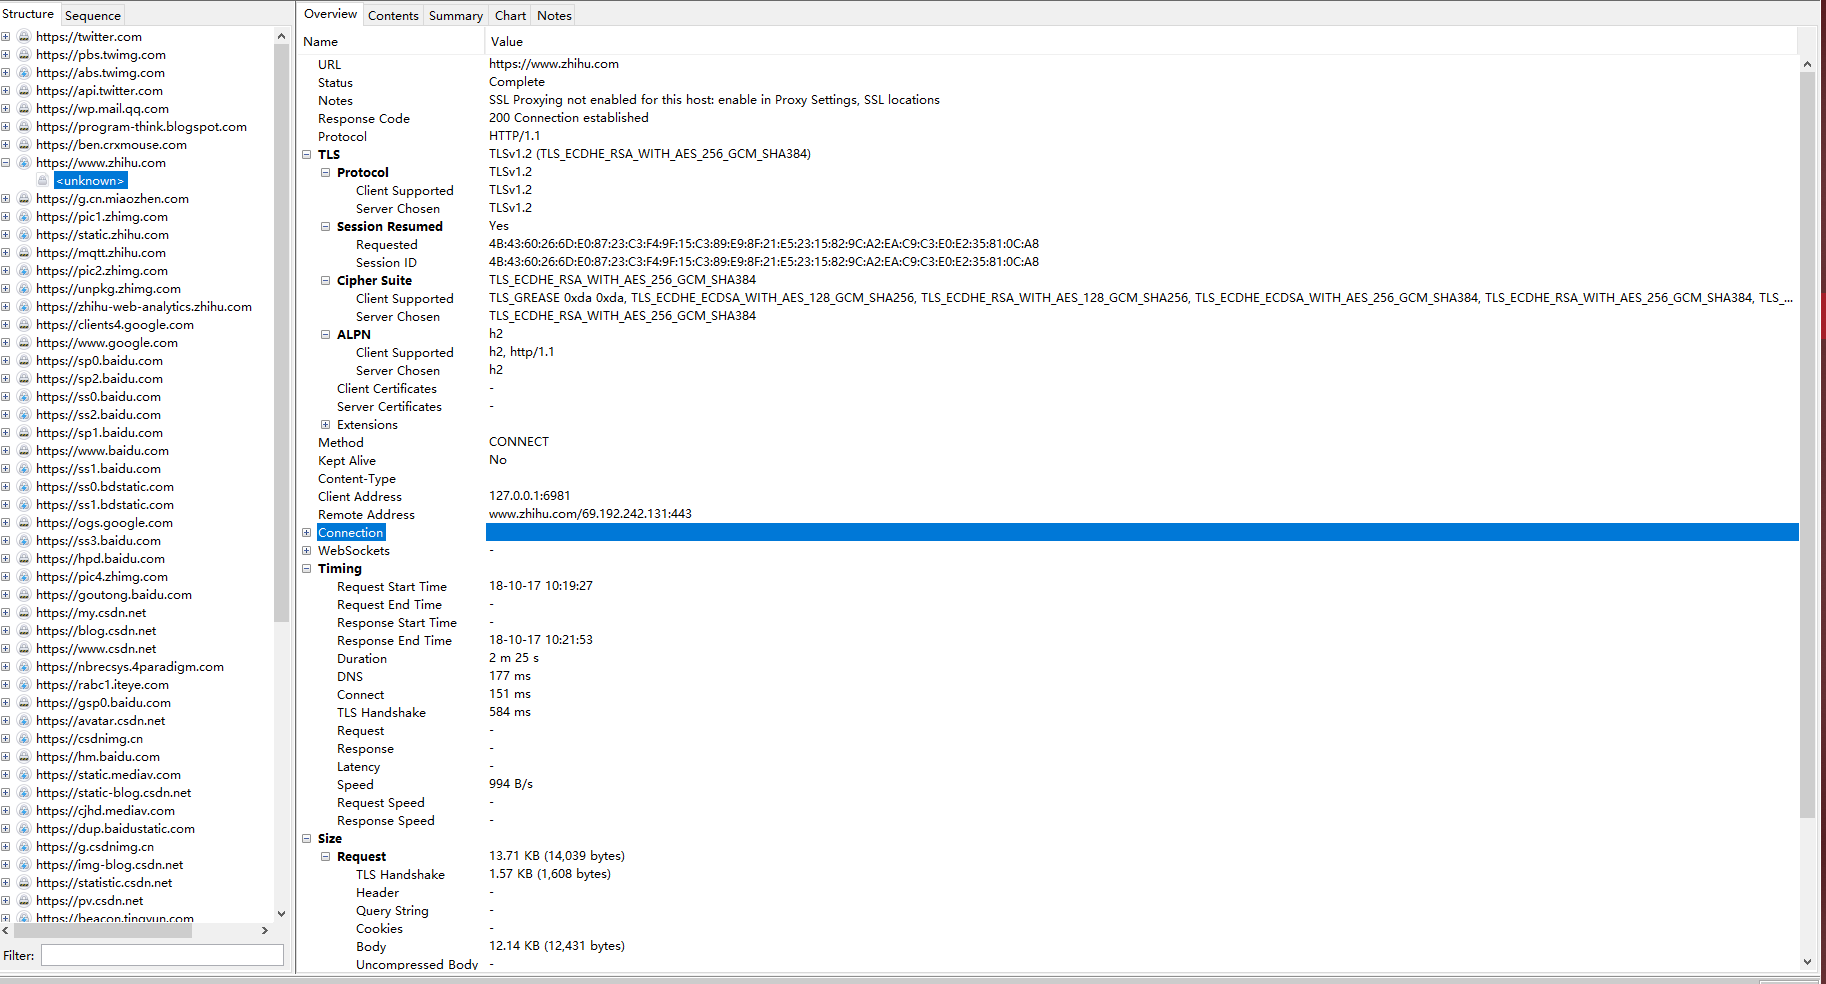 Structure Sequence
https://twitter.com
https://pbs.twimg.com
https://abs.twimg.com
https://api.twitter.com
https://wp.mail.qq.com
https://program-think.blogspot.com
https://ben.crxmouse.com
https://www.zhihu.com
<unknown>
https://g.cn.miaozhen.com
https://pic1.zhimg.com
https://static.zhihu.com
https://mqtt.zhihu.com
https://pic2.zhimg.com
https://unpkg.zhimg.com
https://zhihu-web-analytics.zhihu.com
https://clients4.google.com
https://www.google.com
https://sp0.baidu.com
https://sp2.baidu.com
https://ss0.baidu.com
https://ss2.baidu.com
https://sp1.baidu.com
https://www.baidu.com
https://ss1.baidu.com
https://ss0.bdstatic.com
https://ss1.bdstatic.com
https://ogs.google.com
https://ss3.baidu.com
https://hpd.baidu.com
https://pic4.zhimg.com
https://goutong.baidu.com
https://my.csdn.net
https://blog.csdn.net
https://www.csdn.net
https://nbrecsys.4paradigm.com
https://rabc1.iteye.com
https://gsp0.baidu.com
https://avatar.csdn.net
https://csdnimg.cn
https://hm.baidu.com
https://static.mediav.com
https://static-blog.csdn.net
https://cjhd.mediav.com
https://dup.baidustatic.com
https://g.csdnimg.cn
https://img-blog.csdn.net
https://statistic.csdn.net
https://pv.csdn.net
https://beacon.tingyun.com
Filter:
Overview Contents Summary Chart Notes
Name Value
URL https://www.zhihu.com
Status Complete
Notes SSL Proxying not enabled for this host: enable in Proxy Settings, SSL locations
Response Code 200 Connection established
Protocol HTTP/1.1
TLS TLSv1.2 (TLS_ECDHE_RSA_WITH_AES_256_GCM_SHA384)
Protocol TLSv1.2
Client Supported TLSv1.2
Server Chosen TLSv1.2
Session Resumed Yes
Requested 4B:43:60:26:6D:E0:87:23:C3:F4:9F:15:C3:89:E9:8F:21:E5:23:15:82:9C:A2:EA:C9:C3:E0:E2:35:81:0C:A8
Session ID 4B:43:60:26:6D:E0:87:23:C3:F4:9F:15:C3:89:E9:8F:21:E5:23:15:82:9C:A2:EA:C9:C3:E0:E2:35:81:0C:A8
Cipher Suite TLS_ECDHE_RSA_WITH_AES_256_GCM_SHA384
Client Supported TLS_GREASE 0xda 0xda, TLS_ECDHE_ECDSA_WITH_AES_128_GCM_SHA256, TLS_ECDHE_RSA_WITH_AES_128_GCM_SHA256, TLS_ECDHE_ECDSA_WITH_AES_256_GCM_SHA384, TLS_ECDHE_RSA_WITH_AES_256_GCM_SHA384, TLS_...
Server Chosen TLS_ECDHE_RSA_WITH_AES_256_GCM_SHA384
ALPN h2
Client Supported h2, http/1.1
Server Chosen h2
Client Certificates -
Server Certificates -
Extensions
Method CONNECT
Kept Alive No
Content-Type
Client Address 127.0.0.1:6981
Remote Address www.zhihu.com/69.192.242.131:443
Connection
WebSockets -
Timing
Request Start Time 18-10-17 10:19:27
Request End Time -
Response Start Time -
Response End Time 18-10-17 10:21:53
Duration 2 m 25 s
DNS 177 ms
Connect 151 ms
TLS Handshake 584 ms
Request -
Response -
Latency -
Speed 994 B/s
Request Speed -
Response Speed -
Size
Request 13.71 KB (14,039 bytes)
TLS Handshake 1.57 KB (1,608 bytes)
Header -
Query String -
Cookies -
Body 12.14 KB (12,431 bytes)
Uncompressed Body -